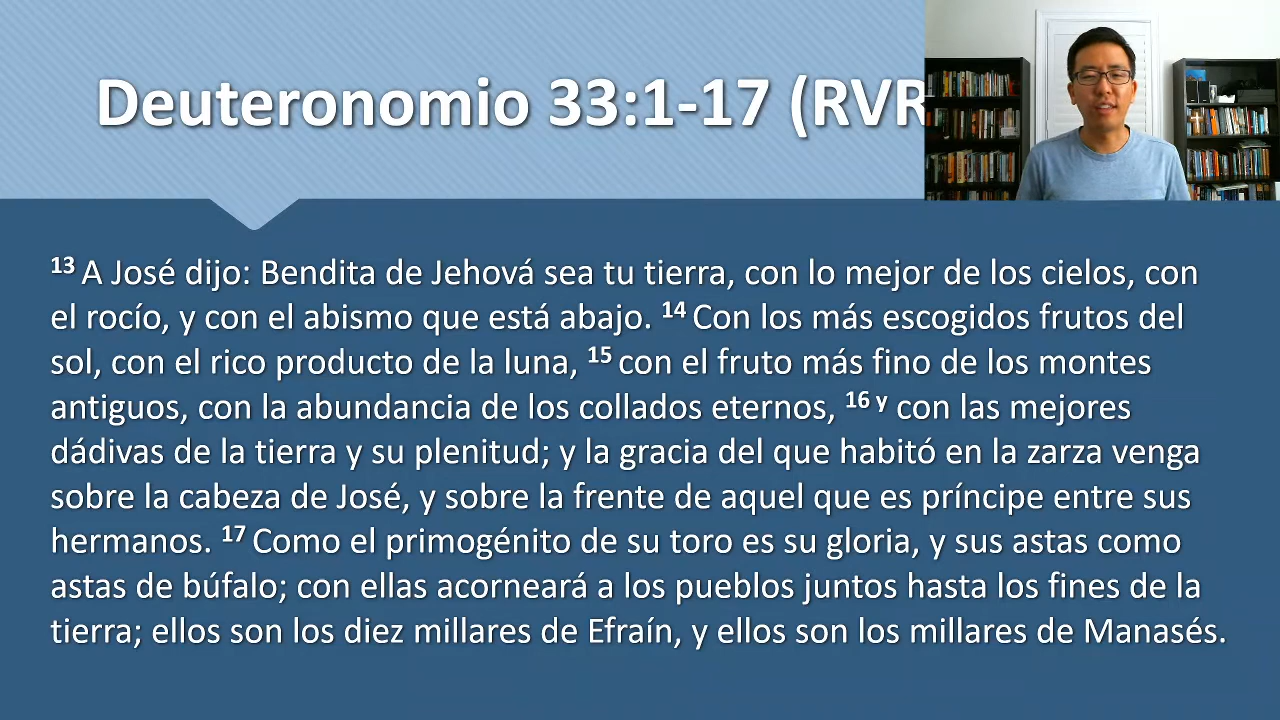 Deuteronomio 33:1-17 (RVR
13 A José dijo: Bendita de Jehová sea tu tierra, con lo mejor de los cielos, con
el rocío, y con el abismo que está abajo. 14 Con los más escogidos frutos del
sol, con el rico producto de la luna, 15 con el fruto más fino de los montes
antiguos, con la abundancia de los collados eternos, 16 y con las mejores
dádivas de la tierra y su plenitud; y la gracia del que habitó en la zarza venga
sobre la cabeza de José, y sobre la frente de aquel que es príncipe entre sus
hermanos. 17 Como el primogénito de su toro es su gloria, y sus astas como
astas de búfalo; con ellas acorneará a los pueblos juntos hasta los fines de la
tierra; ellos son los diez millares de Efraín, y ellos son los millares de Manasés.